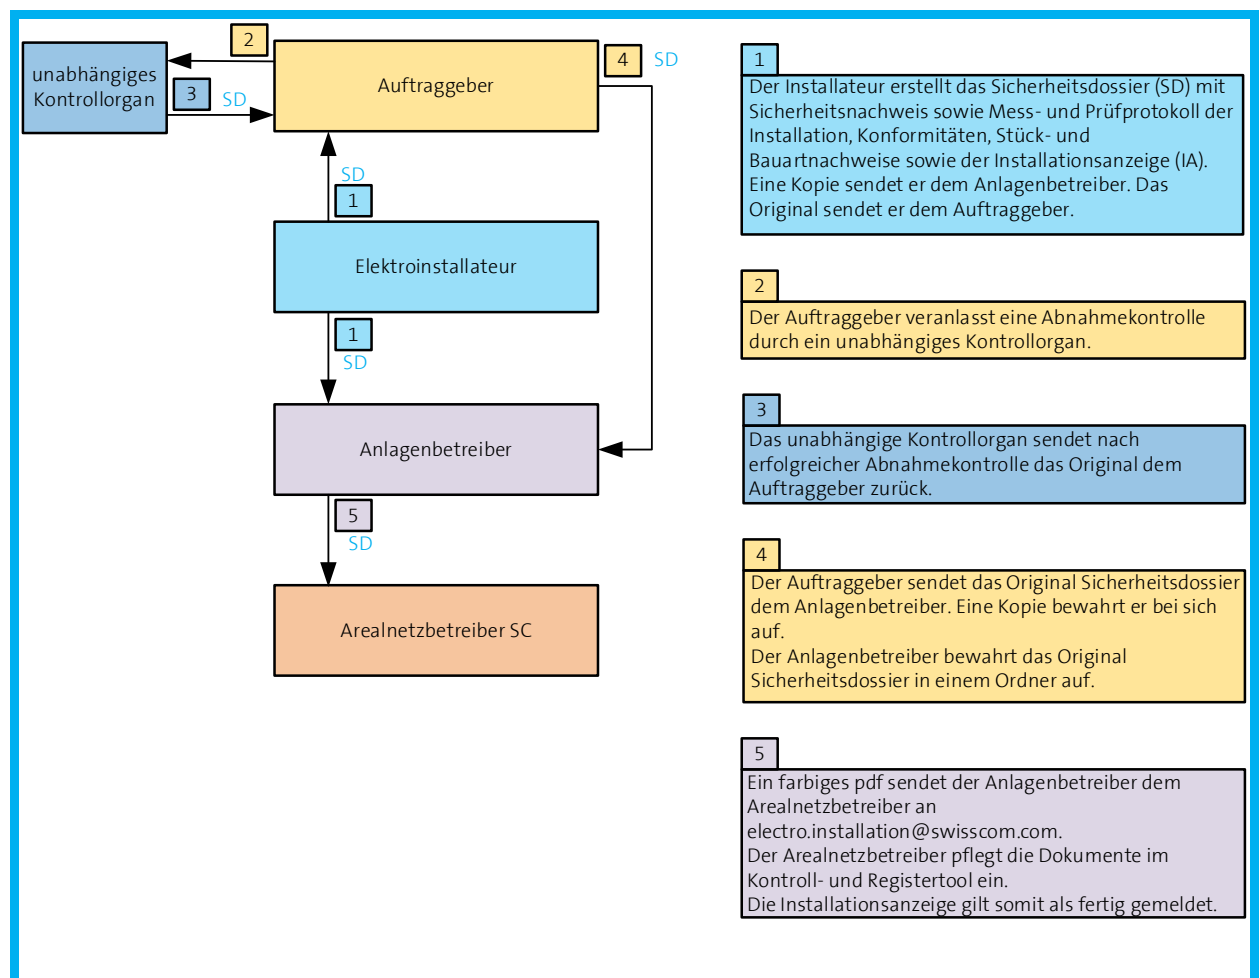 2
unabhängiges
Kontrollorgan
3
SD
Auftraggeber
4
SD
SD
1
Elektroinstallateur
1
SD
Anlagenbetreiber
5
SD
Arealnetzbetreiber SC
1
Der Installateur erstellt das Sicherheitsdossier (SD) mit
Sicherheitsnachweis sowie Mess- und Prüfprotokoll der
Installation, Konformitäten, Stück- und
Bauartnachweise sowie der Installationsanzeige (IA).
Eine Kopie sendet er dem Anlagenbetreiber. Das
Original sendet er dem Auftraggeber.
2
Der Auftraggeber veranlasst eine Abnahmekontrolle
durch ein unabhängiges Kontrollorgan.
3
Das unabhängige Kontrollorgan sendet nach
erfolgreicher Abnahmekontrolle das Original dem
Auftraggeber zurück.
4
Der Auftraggeber sendet das Original Sicherheitsdossier
dem Anlagenbetreiber. Eine Kopie bewahrt er bei sich
auf.
Der Anlagenbetreiber bewahrt das Original
Sicherheitsdossier in einem Ordner auf.
5
Ein farbiges pdf sendet der Anlagenbetreiber dem
Arealnetzbetreiber an
electro.installation@swisscom.com.
Der Arealnetzbetreiber pflegt die Dokumente im
Kontroll- und Registertool ein.
Die Installationsanzeige gilt somit als fertig gemeldet.